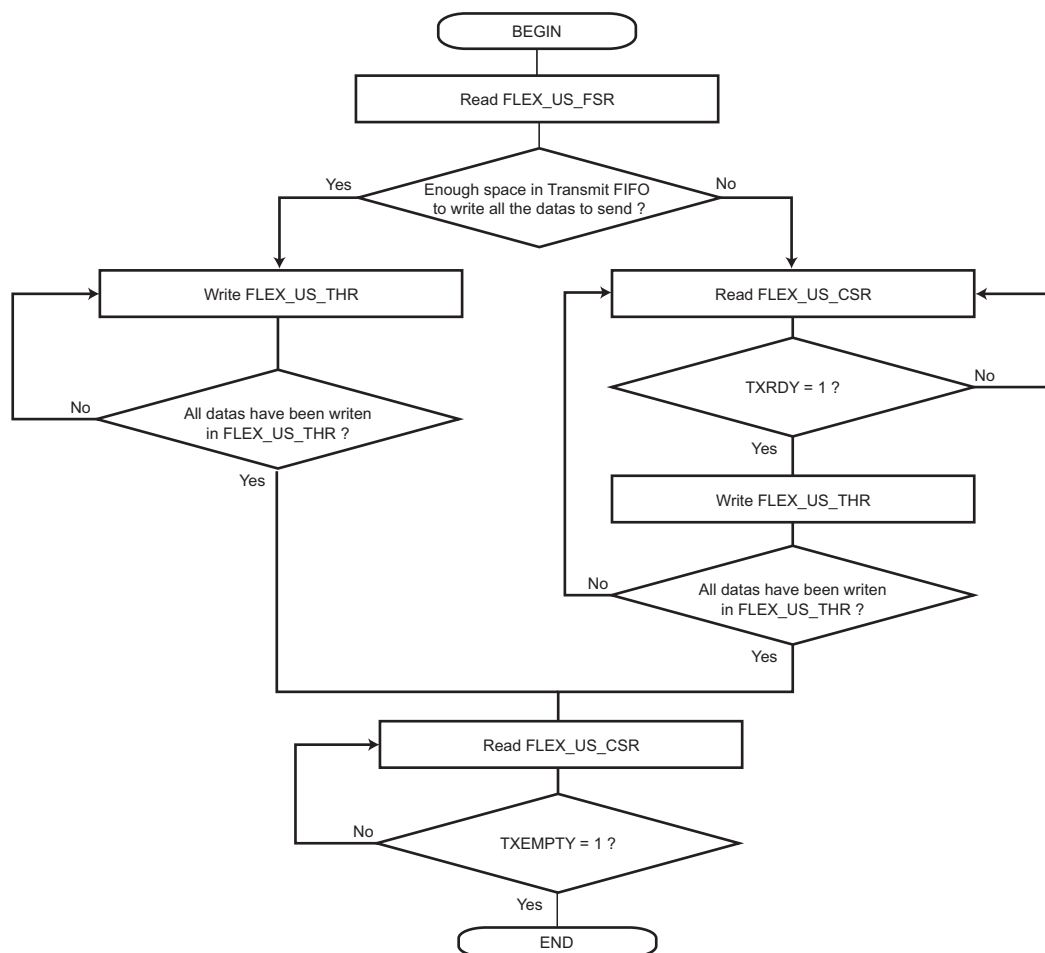 BEGIN
Read FLEX_US_FSR
Yes
Enough space in Transmit FIFO
to write all the datas to send ?
No
Write FLEX_US_THR
Read FLEX_US_CSR
TXRDY = 1 ?
No
No
All datas have been writen
in FLEX_US_THR ?
Yes
Yes
Write FLEX_US_THR
No
All datas have been writen
in FLEX_US_THR ?
Yes
Read FLEX_US_CSR
No
TXEMPTY = 1 ?
Yes
END